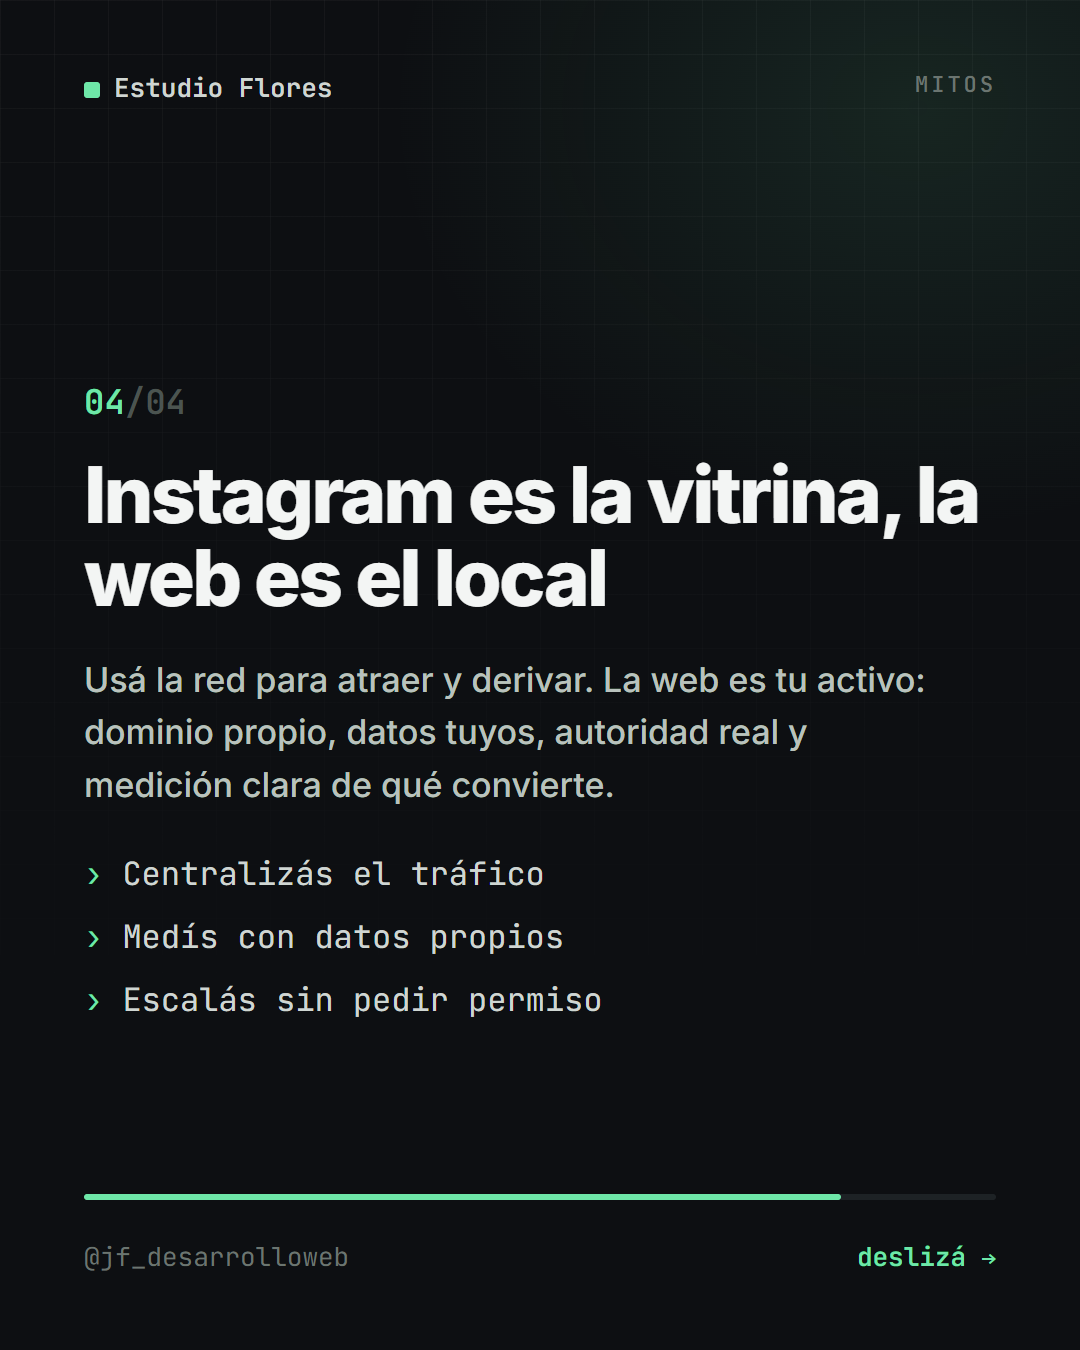 Estudio Flores
MITOS
04/04
Instagram es la vitrina, la
web es el local
Usá la red para atraer y derivar. La web es tu activo:
dominio propio, datos tuyos, autoridad real y
medición clara de qué convierte.
› Centralizás el tráfico
› Medís con datos propios
› Escalás sin pedir permiso
@jf_desarrolloweb
deslizá →